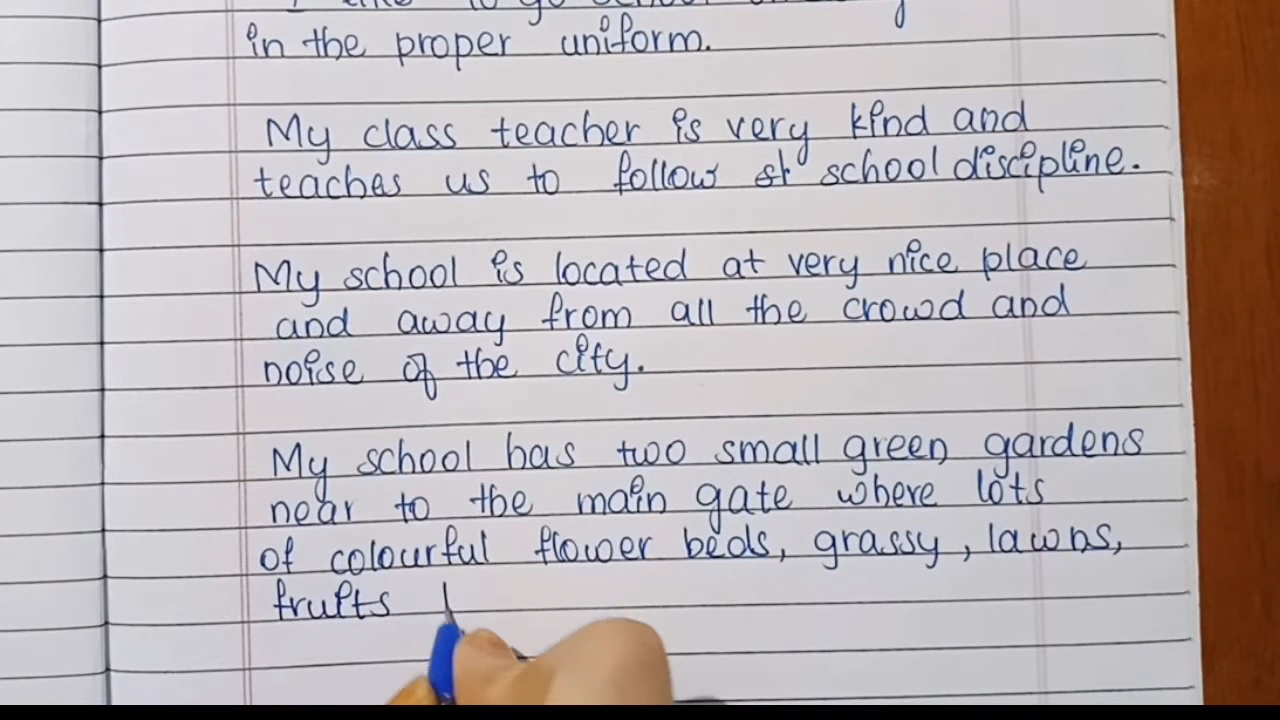 to go school
in the proper uniform.
My class teacher is very kind and
teaches us to follow st school discipline.
My school is located at very nice place
and away from all the crowd and
noise of the city.
My school has two small green gardens
near to the main gate where lots
of colourful flower beds, grassy, lawns,
fruits